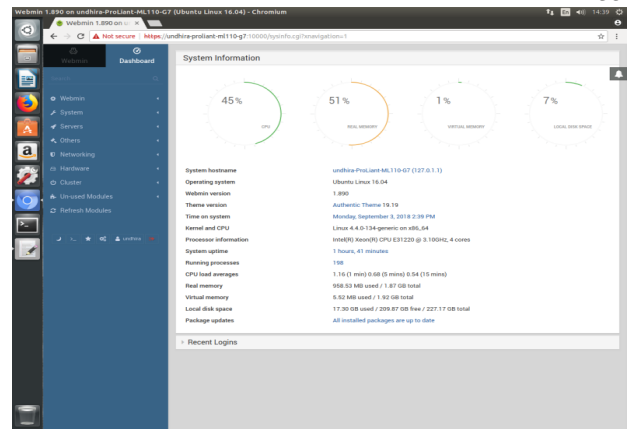 Webmin 1.890 on undhira-ProLiant-ML110-G7 (Ubuntu Linux 16.04) - Chromium
En
14:39
Webmin 1.890 on u
Not secure | https://undhira-proliant-ml110-g7:10000/sysinfo.cgi?xnavigation=1
Webmin
Dashboard
Webmin
System
Servers
Others
Networking
Hardware
Cluster
Un-used Modules
Refresh Modules
undhira
System Information
45%
CPU
51%
REAL MEMORY
1%
VIRTUAL MEMORY
7%
LOCAL DISK SPACE
System hostname undhira-ProLiant-ML110-G7 (127.0.1.1)
Operating system Ubuntu Linux 16.04
Webmin version 1.890
Theme version Authentic Theme 19.19
Time on system Monday, September 3, 2018 2:39 PM
Kernel and CPU Linux 4.4.0-134-generic on x86_64
Processor information Intel(R) Xeon(R) CPU E31220 @ 3.10GHz, 4 cores
System uptime 1 hours, 41 minutes
Running processes 198
CPU load averages 1.16 (1 min) 0.68 (5 mins) 0.54 (15 mins)
Real memory 958.53 MB used / 1.87 GB total
Virtual memory 5.52 MB used / 1.92 GB total
Local disk space 17.30 GB used / 209.87 GB free / 227.17 GB total
Package updates All installed packages are up to date
Recent Logins